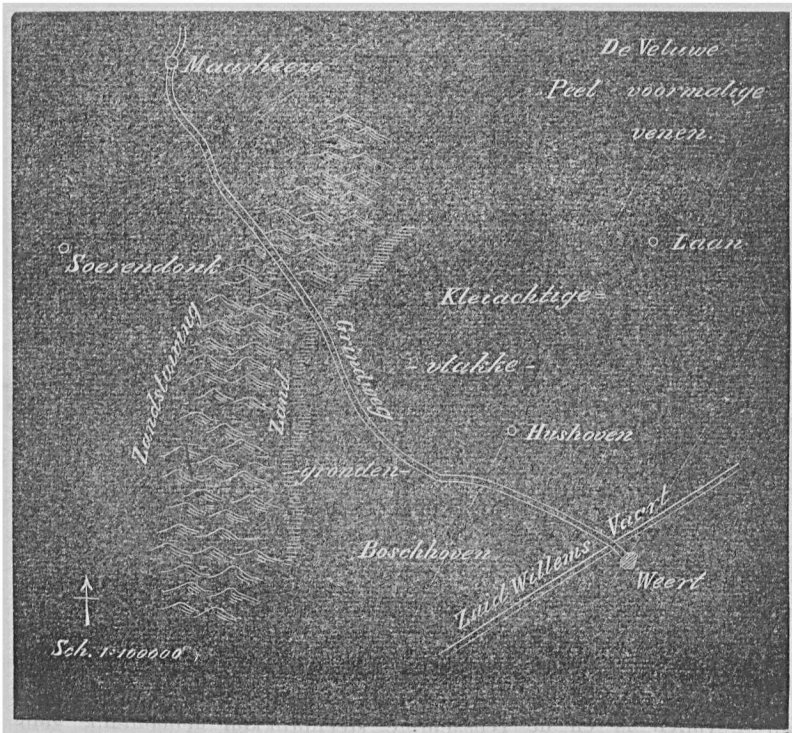 De Veluwe
Maarheeze
Peel voormalige
venen.
Laan
Soerendonk
Kleiachtige
Zandstuiving
Grindweg
- vlakke -
Zand
Hushoven
gronden
Zuid Willems Vaart
Boschhoven
Weert
Sch. 1:100000